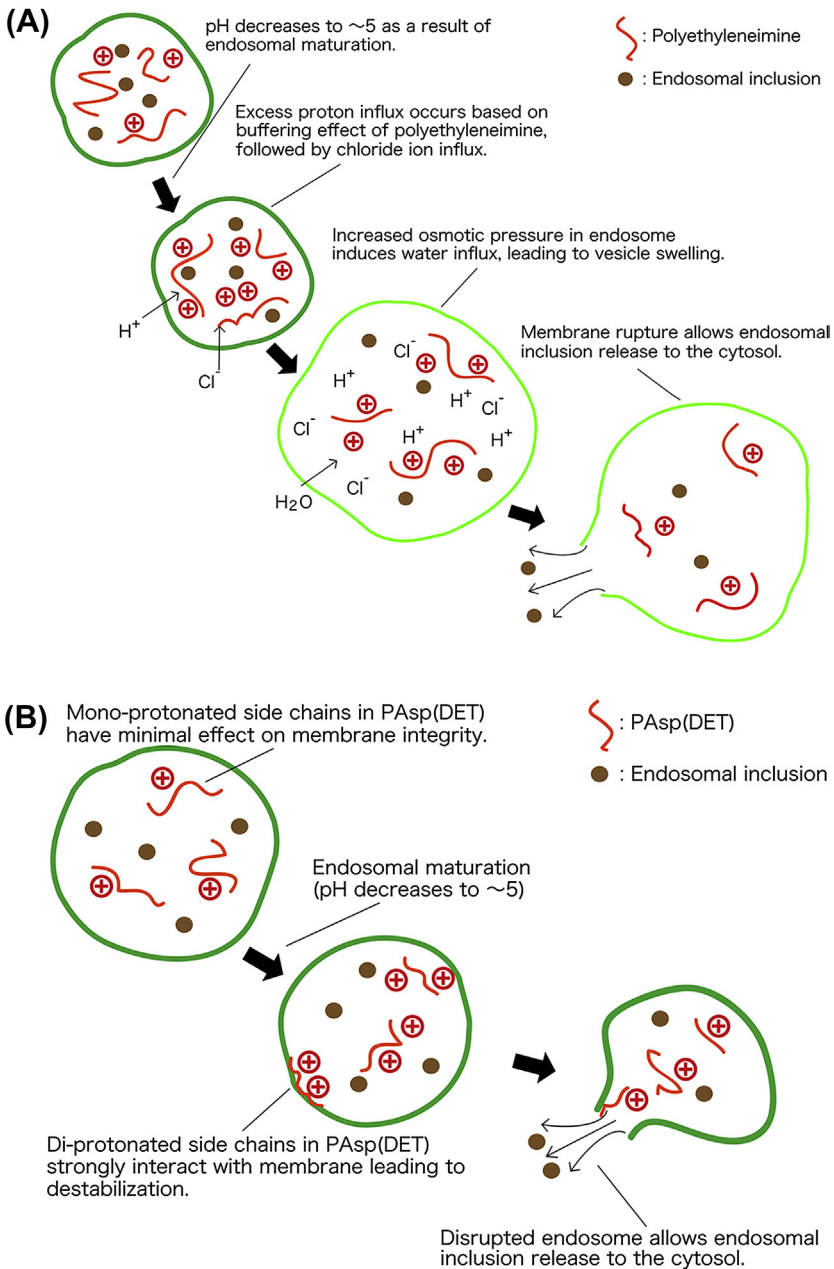 (A)
pH decreases to ~5 as a result of
endosomal maturation.
: Polyethyleneimine
: Endosomal inclusion
Excess proton influx occurs based on
buffering effect of polyethyleneimine,
followed by chloride ion influx.
Increased osmotic pressure in endosome
induces water influx, leading to vesicle swelling.
H+
Cl-
Membrane rupture allows endosomal
inclusion release to the cytosol.
Cl-
H+
H+
Cl-
Cl-
H+
H+
Cl-
H2O
(B)
Mono-protonated side chains in PAsp(DET)
have minimal effect on membrane integrity.
: PAsp(DET)
: Endosomal inclusion
Endosomal maturation
(pH decreases to ~5)
Di-protonated side chains in PAsp(DET)
strongly interact with membrane leading to
destabilization.
Disrupted endosome allows endosomal
inclusion release to the cytosol.